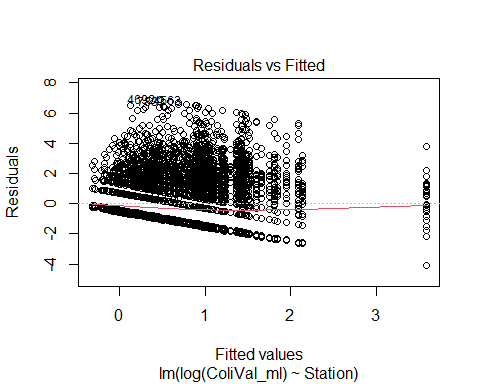 Residuals vs Fitted
Residuals
8
6
4
2
0
-2
-4
0
1
2
3
Fitted values
lm(log(ColiVal_ml) ~ Station)